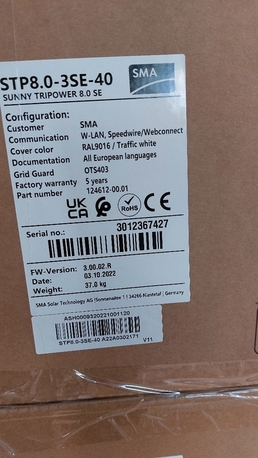 SMA
STP8.0-3SE-40
SUNNY TRIPOWER 8.0 SE
Configuration:
Customer SMA
Communication W-LAN, Speedwire/Webconnect
Cover color RAL9016 / Traffic white
Documentation All European languages
Grid Guard OTS403
Factory warranty 5 years
Part number 124612-00.01
UK CA RoHS CE
Serial no.: 3012367427
FW-Version: 3.00.02.R
Date: 03.10.2022
Weight: 37.0 kg
SMA Solar Technology AG | Sonnenallee 1 | 34266 Niestetal | Germany
ASH0009320221001120
STP8.0-3SE-40 A22A0302171 V11